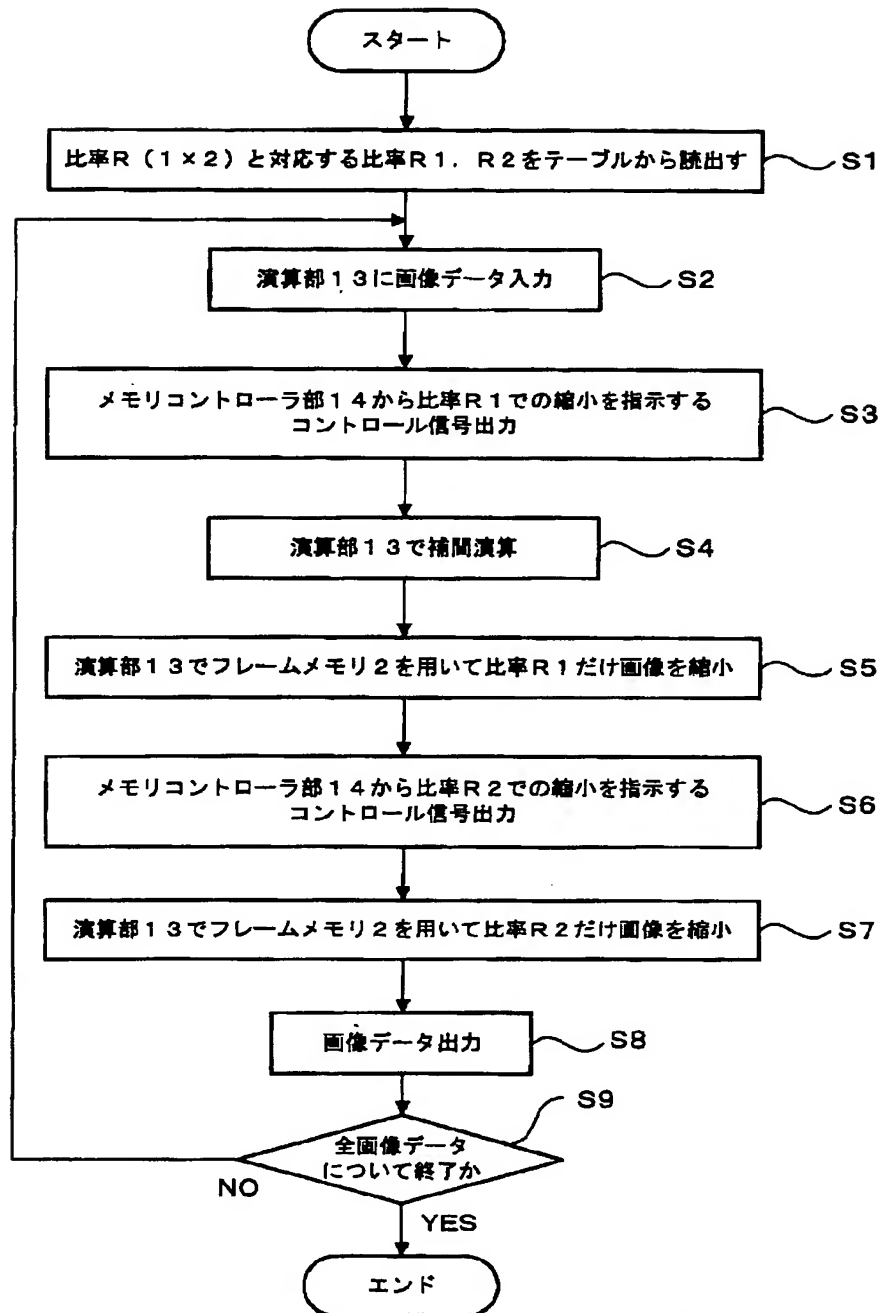 スタート
比率R(1×2)と対応する比率R1．R2をテーブルから読出す
S1
演算部13に画像データ入力
S2
メモリコントローラ部14から比率R1での縮小を指示する
コントロール信号出力
S3
演算部13で補間演算
S4
演算部13でフレームメモリ2を用いて比率R1だけ画像を縮小
S5
メモリコントローラ部14から比率R2での縮小を指示する
コントロール信号出力
S6
演算部13でフレームメモリ2を用いて比率R2だけ画像を縮小
S7
画像データ出力
S8
S9
全画像データ
について終了か
NO
YES
エンド